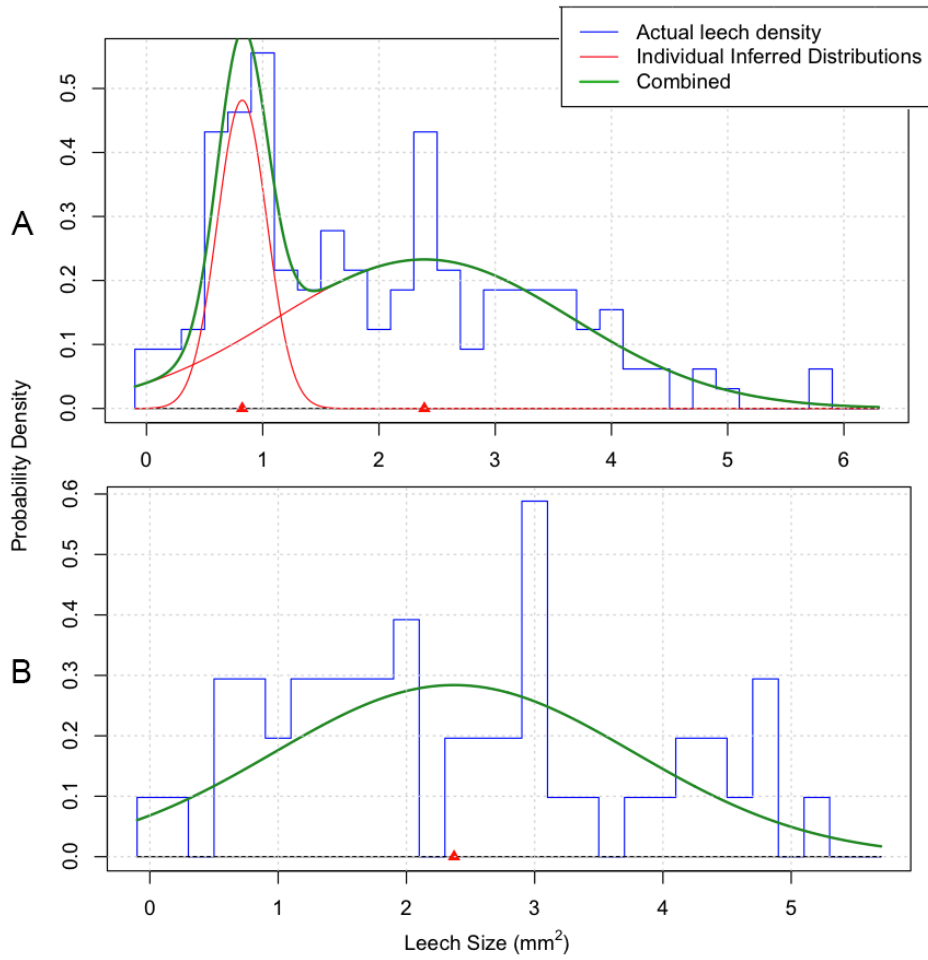 Actual leech density
Individual Inferred Distributions
Combined
A
0.0 0.1 0.2 0.3 0.4 0.5
0 1 2 3 4 5 6
Probability Density
B
0.0 0.1 0.2 0.3 0.4 0.5 0.6
0 1 2 3 4 5
Leech Size (mm²)